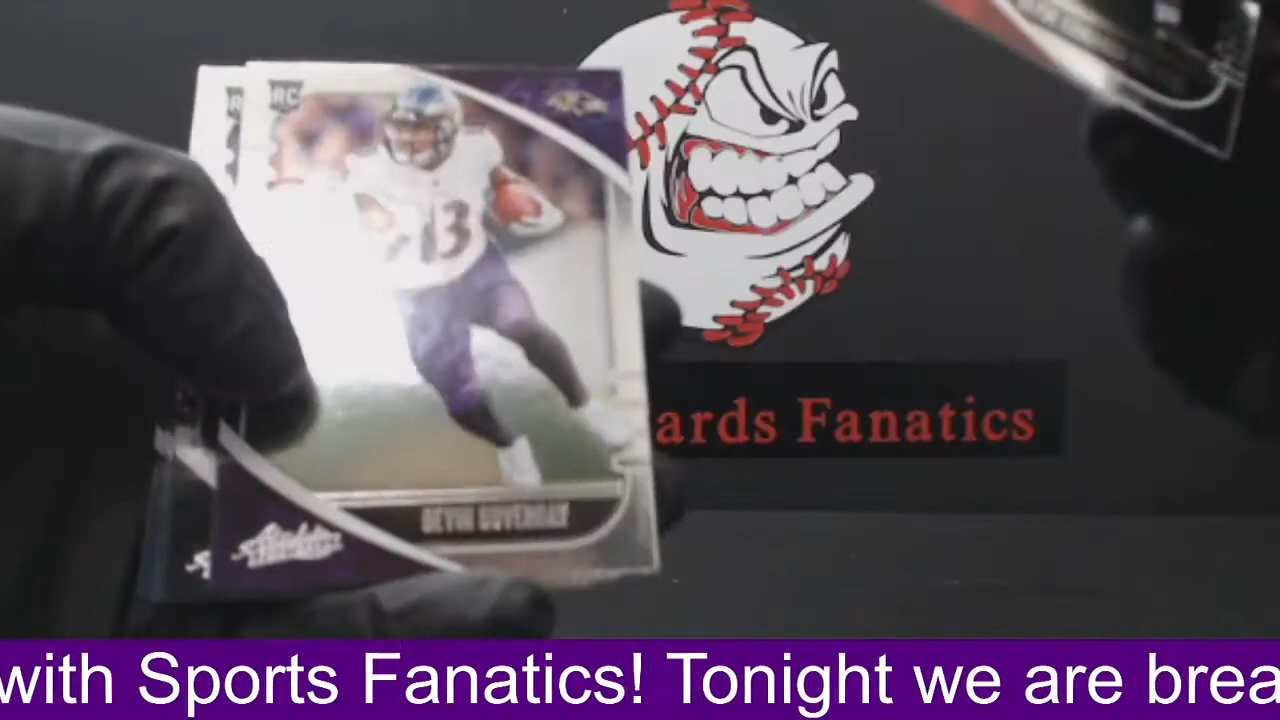 RC
13
DEVIN DUVERNAY
Absolute
ards Fanatics
with Sports Fanatics! Tonight we are brea